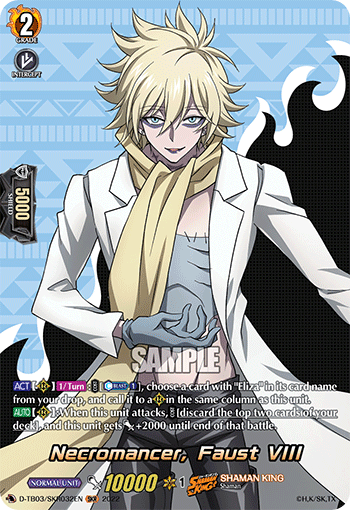 2
GRADE
INTERCEPT
5000
SHIELD
SAMPLE
ACT [R] 1/Turn : COST [CB 1], choose a card with "Eliza" in its card name
from your drop, and call it to a R in the same column as this unit.
AUTO [R]: When this unit attacks, COST [discard the top two cards of your
deck], and this unit gets +2000 until end of that battle.
Necromancer, Faust VIII
NORMAL UNIT
10000 1
SHAMAN KING
SHAMAN KING
Shaman
D-TB03/SKR032EN 2022 ©H,K/SK,TX